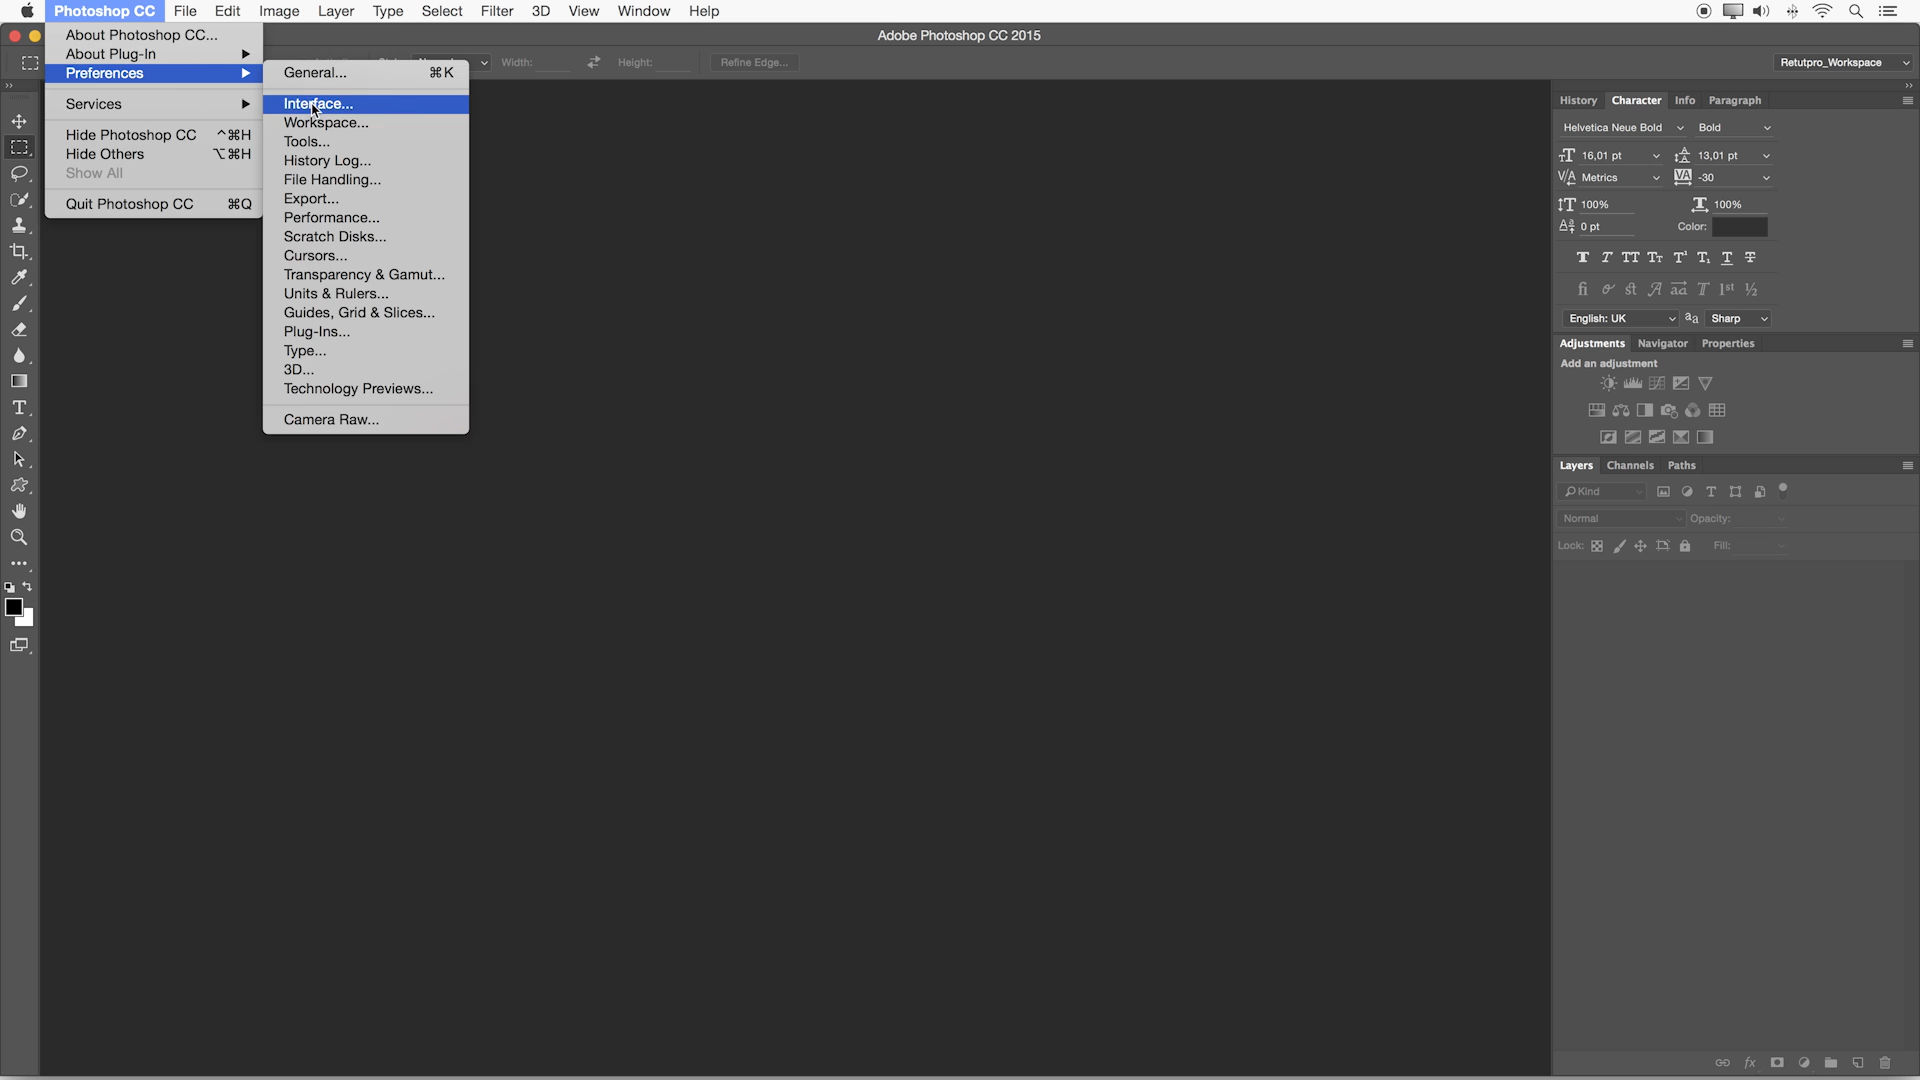 Photoshop CC File Edit Image Layer Type Select Filter 3D View Window Help
Adobe Photoshop CC 2015
About Photoshop CC...
About Plug-In
Preferences
Services
Hide Photoshop CC ^⌘H
Hide Others ⌥⌘H
Show All
Quit Photoshop CC ⌘Q
General... ⌘K
Interface...
Workspace...
Tools...
History Log...
File Handling...
Export...
Performance...
Scratch Disks...
Cursors...
Transparency & Gamut...
Units & Rulers...
Guides, Grid & Slices...
Plug-Ins...
Type...
3D...
Technology Previews...
Camera Raw...
Width: Height: Refine Edge... Retutpro_Workspace
History Character Info Paragraph
Helvetica Neue Bold Bold
16,01 pt 13,01 pt
Metrics -30
100% 100%
0 pt Color:
English: UK Sharp
Adjustments Navigator Properties
Add an adjustment
Layers Channels Paths
Kind
Normal Opacity:
Lock: Fill: